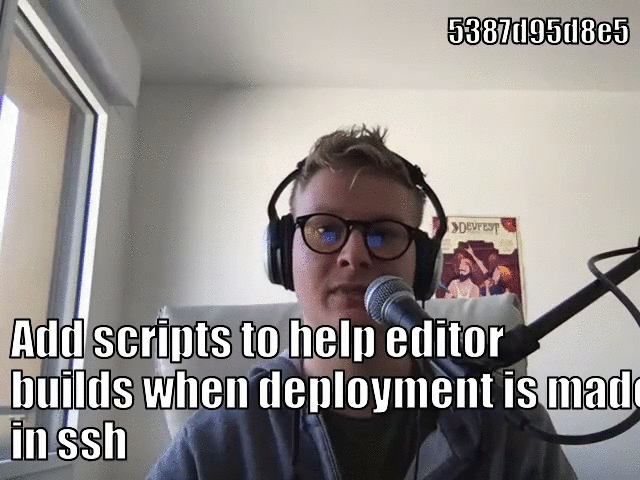 5387d95d8e5
DEVFEST
Add scripts to help editor
builds when deployment is made
in ssh